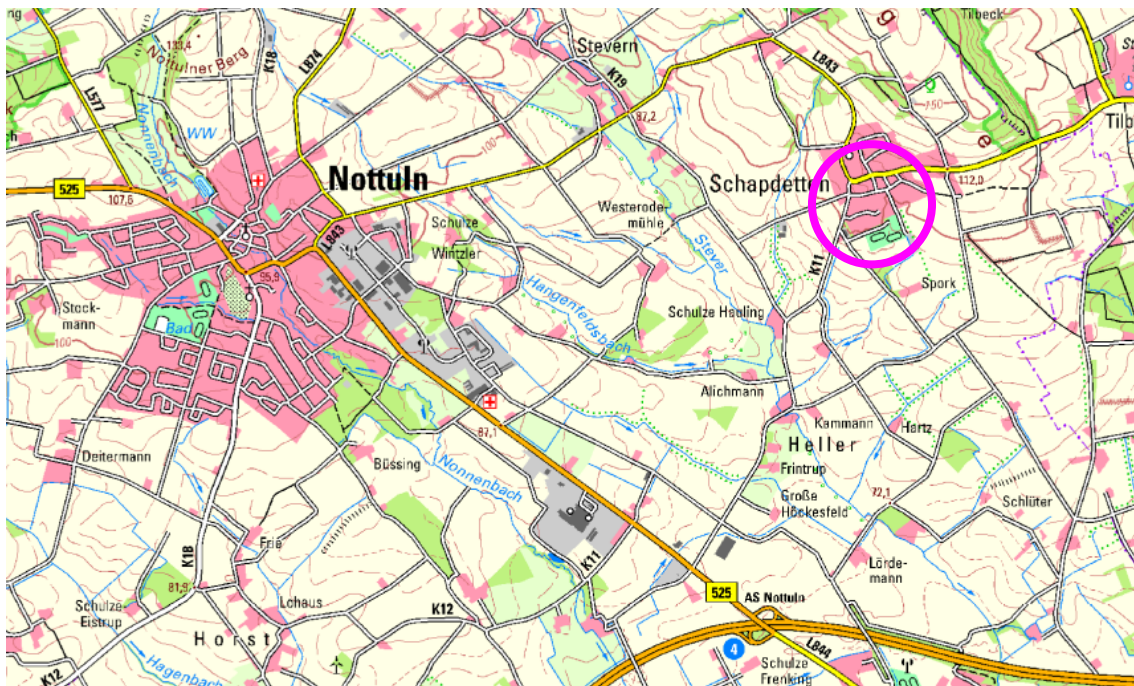 Tilbeck
133,4
Nottulner Berg
K18
L874
Stevern
K19
L843
L577
Nonnenbach
WW
87,2
100
150
Tilb
525
107,6
Nottuln
Schapdetten
112,0
Schulze
Wintzler
Westerode-
mühle
L843
95,9
Stever
K11
Spork
Stock-
mann
Hangenfeldsbach
Schulze Hauling
Bad
100
Alichmann
Kammann
Hartz
87,1
Heller
Deitermann
Büssing
Nonnenbach
Frintrup
Große
Höckesfeld
72,1
Schlüter
Frie
K18
K11
Lörde-
mann
81,9
525
AS Nottuln
Schulze-
Eistrup
Lohaus
K12
Horst
4
L844
Hagenbach
Schulze
Frenking
K12